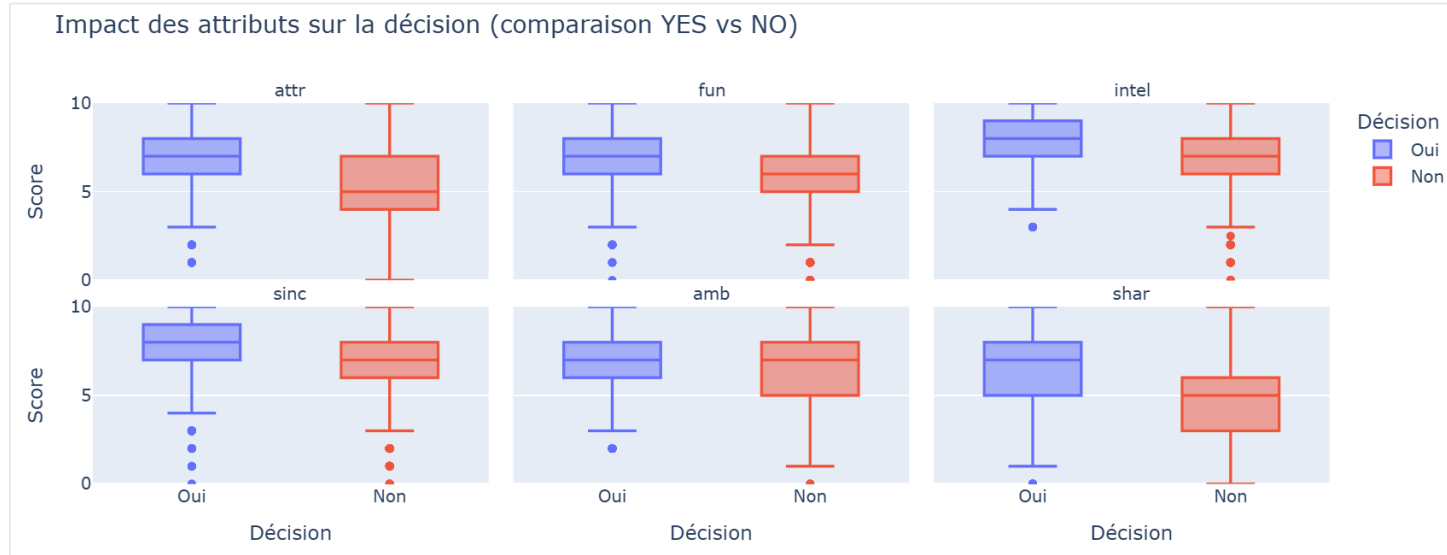 Impact des attributs sur la décision (comparaison YES vs NO)
attr
fun
intel
Décision
Oui
Non
10
5
0
Score
sinc
amb
shar
10
5
0
Score
Oui
Non
Oui
Non
Oui
Non
Décision
Décision
Décision